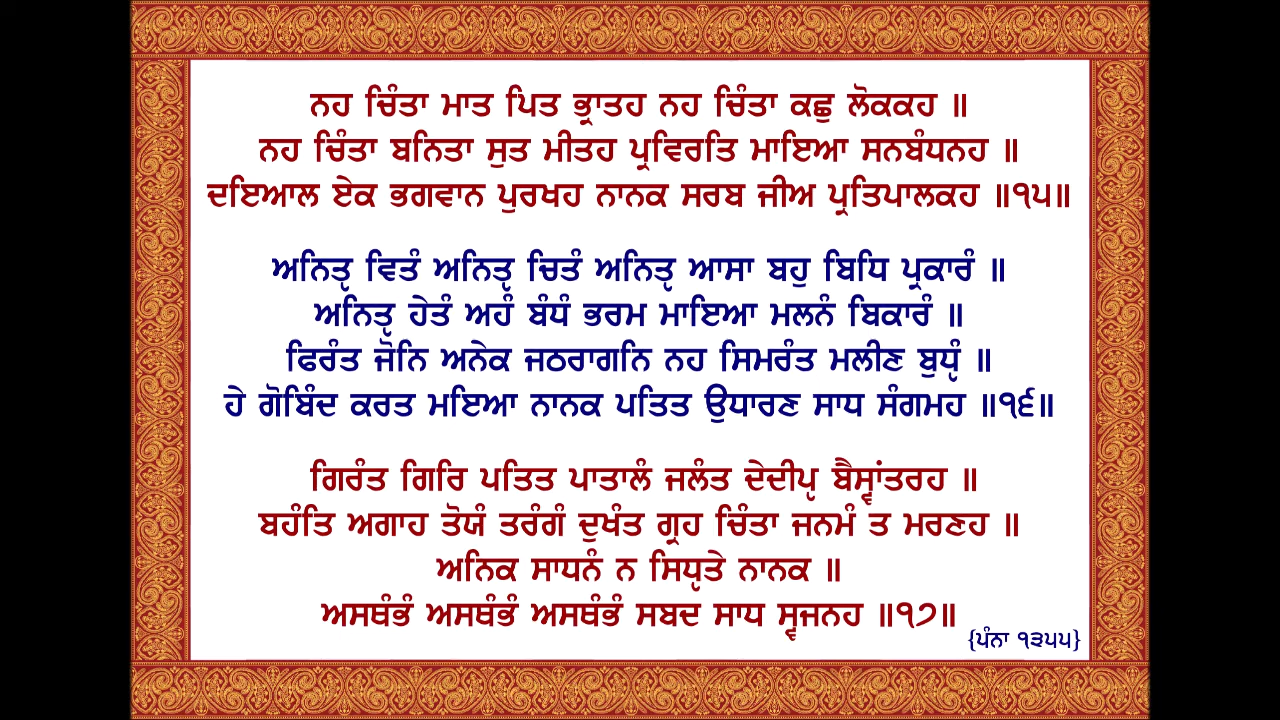 ਨਹ ਚਿੰਤਾ ਮਾਤ ਪਿਤ ਭ੍ਰਾਤਹ ਨਹ ਚਿੰਤਾ ਕਛੁ ਲੋਕਕਹ ॥
ਨਹ ਚਿੰਤਾ ਬਨਿਤਾ ਸੁਤ ਮੀਤਹ ਪ੍ਰਵਿਰਤਿ ਮਾਇਆ ਸਨਬੰਧਨਹ ॥
ਦਇਆਲ ਏਕ ਭਗਵਾਨ ਪੁਰਖਹ ਨਾਨਕ ਸਰਬ ਜੀਅ ਪ੍ਰਤਿਪਾਲਕਹ ॥੧੫॥
ਅਨਿਤ੍ਯ ਵਿਤੰ ਅਨਿਤ੍ਯ ਚਿਤੰ ਅਨਿਤ੍ਯ ਆਸਾ ਬਹੁ ਬਿਧਿ ਪ੍ਰਕਾਰੰ ॥
ਅਨਿਤ੍ਯ ਹੇਤੰ ਅਹੰ ਬੰਧੰ ਭਰਮ ਮਾਇਆ ਮਲਨੰ ਬਿਕਾਰੰ ॥
ਫਿਰੰਤ ਜੋਨਿ ਅਨੇਕ ਜਠਰਾਗਨਿ ਨਹ ਸਿਮਰੰਤ ਮਲੀਣ ਬੁਧੵੰ ॥
ਹੇ ਗੋਬਿੰਦ ਕਰਤ ਮਇਆ ਨਾਨਕ ਪਤਿਤ ਉਧਾਰਣ ਸਾਧ ਸੰਗਮਹ ॥੧੬॥
ਗਿਰੰਤ ਗਿਰਿ ਪਤਿਤ ਪਾਤਾਲੰ ਜਲੰਤ ਦੇਦੀਪੵ ਬੈਸ੍ਵਾਂਤਰਹ ॥
ਬਹੰਤਿ ਅਗਾਹ ਤੋਯੰ ਤਰੰਗੰ ਦੁਖੰਤ ਗ੍ਰਹ ਚਿੰਤਾ ਜਨਮੰ ਤ ਮਰਣਹ ॥
ਅਨਿਕ ਸਾਧਨੰ ਨ ਸਿਧੵਤੇ ਨਾਨਕ ॥
ਅਸਥੰਭੰ ਅਸਥੰਭੰ ਅਸਥੰਭੰ ਸਬਦ ਸਾਧ ਸ੍ਵਜਨਹ ॥੧੭॥
{ਪੰਨਾ ੧੩੫੫}